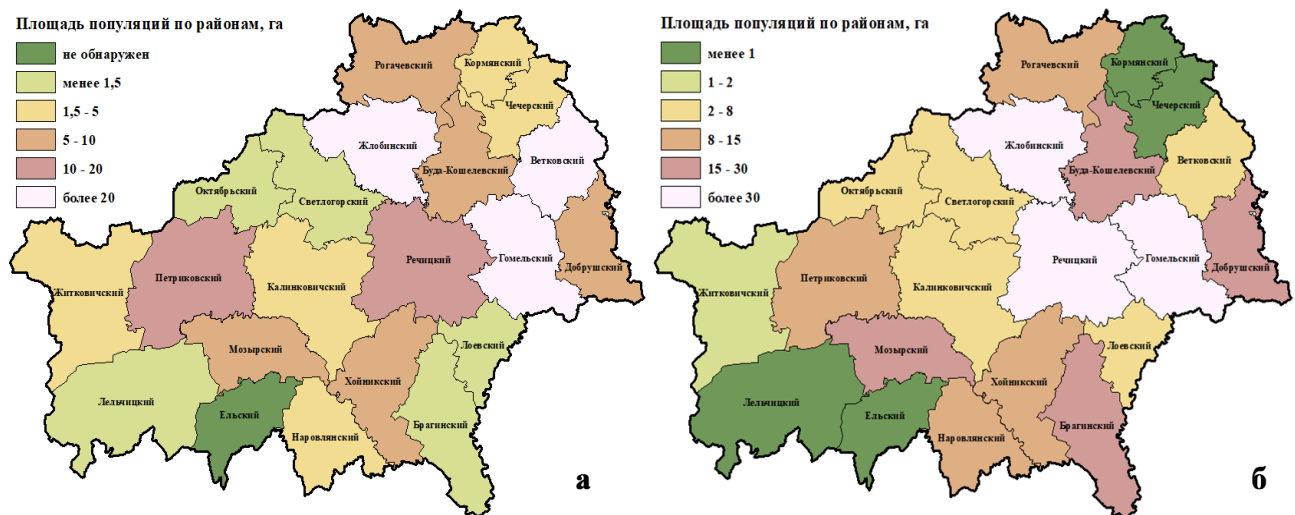 Площадь популяций по районам, га
не обнаружен
менее 1,5
1,5 - 5
5 - 10
10 - 20
более 20
Рогачевский
Кормянский
Чечерский
Жлобинский
Ветковский
Буда-Кошелевский
Октябрьский
Светлогорский
Речицкий
Гомельский
Добрушский
Петриковский
Калинковичский
Житковичский
Мозырский
Лоевский
Хойникский
Лельчицкий
Ельский
Наровлянский
Брагинский
а
Площадь популяций по районам, га
менее 1
1 - 2
2 - 8
8 - 15
15 - 30
более 30
Рогачевский
Кормянский
Чечерский
Жлобинский
Ветковский
Буда-Кошелевский
Октябрьский
Светлогорский
Речицкий
Гомельский
Добрушский
Петриковский
Калинковичский
Житковичский
Мозырский
Лоевский
Хойникский
Лельчицкий
Ельский
Наровлянский
Брагинский
б